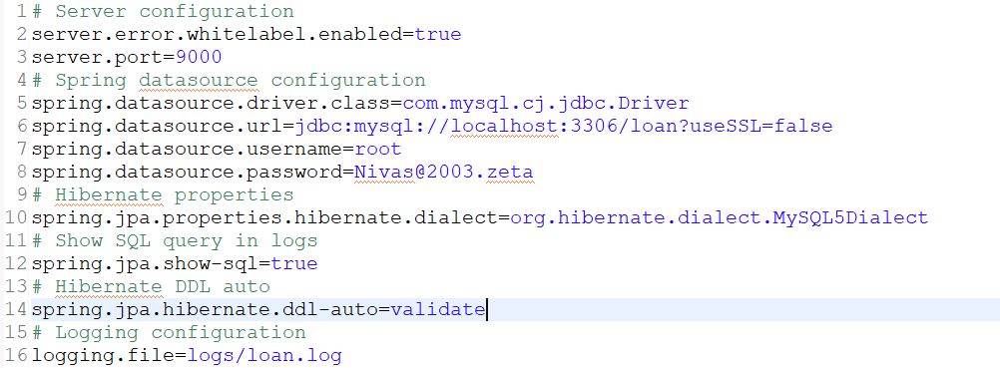 1 # Server configuration
2 server.error.whitelabel.enabled=true
3 server.port=9000
4 # Spring datasource configuration
5 spring.datasource.driver.class=com.mysql.cj.jdbc.Driver
6 spring.datasource.url=jdbc:mysql://localhost:3306/loan?useSSL=false
7 spring.datasource.username=root
8 spring.datasource.password=Nivas@2003.zeta
9 # Hibernate properties
10 spring.jpa.properties.hibernate.dialect=org.hibernate.dialect.MySQL5Dialect
11 # Show SQL query in logs
12 spring.jpa.show-sql=true
13 # Hibernate DDL auto
14 spring.jpa.hibernate.ddl-auto=validate
15 # Logging configuration
16 logging.file=logs/loan.log